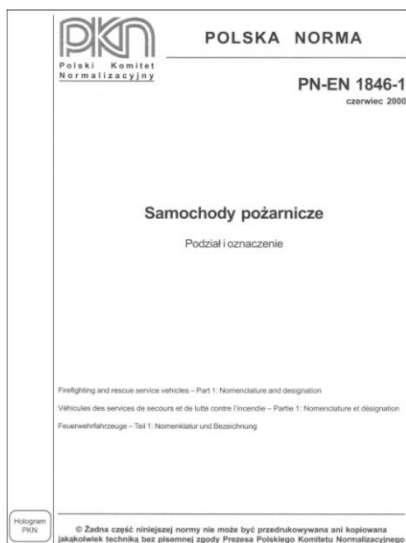 PKN
POLSKA NORMA
Polski Komitet
Normalizacyjny
PN-EN 1846-1
czerwiec 2000
Samochody pożarnicze
Podział i oznaczenie
Firefighting and rescue service vehicles – Part 1: Nomenclature and designation
Véhicules des services de secours et de lutte contre l'incendie – Partie 1: Nomenclature et désignation
Feuerwehrfahrzeuge – Teil 1: Nomenklatur und Bezeichnung
Hologram
PKN
© Żadna część niniejszej normy nie może być przedrukowywana ani kopiowana
jakąkolwiek techniką bez pisemnej zgody Prezesa Polskiego Komitetu Normalizacyjnego